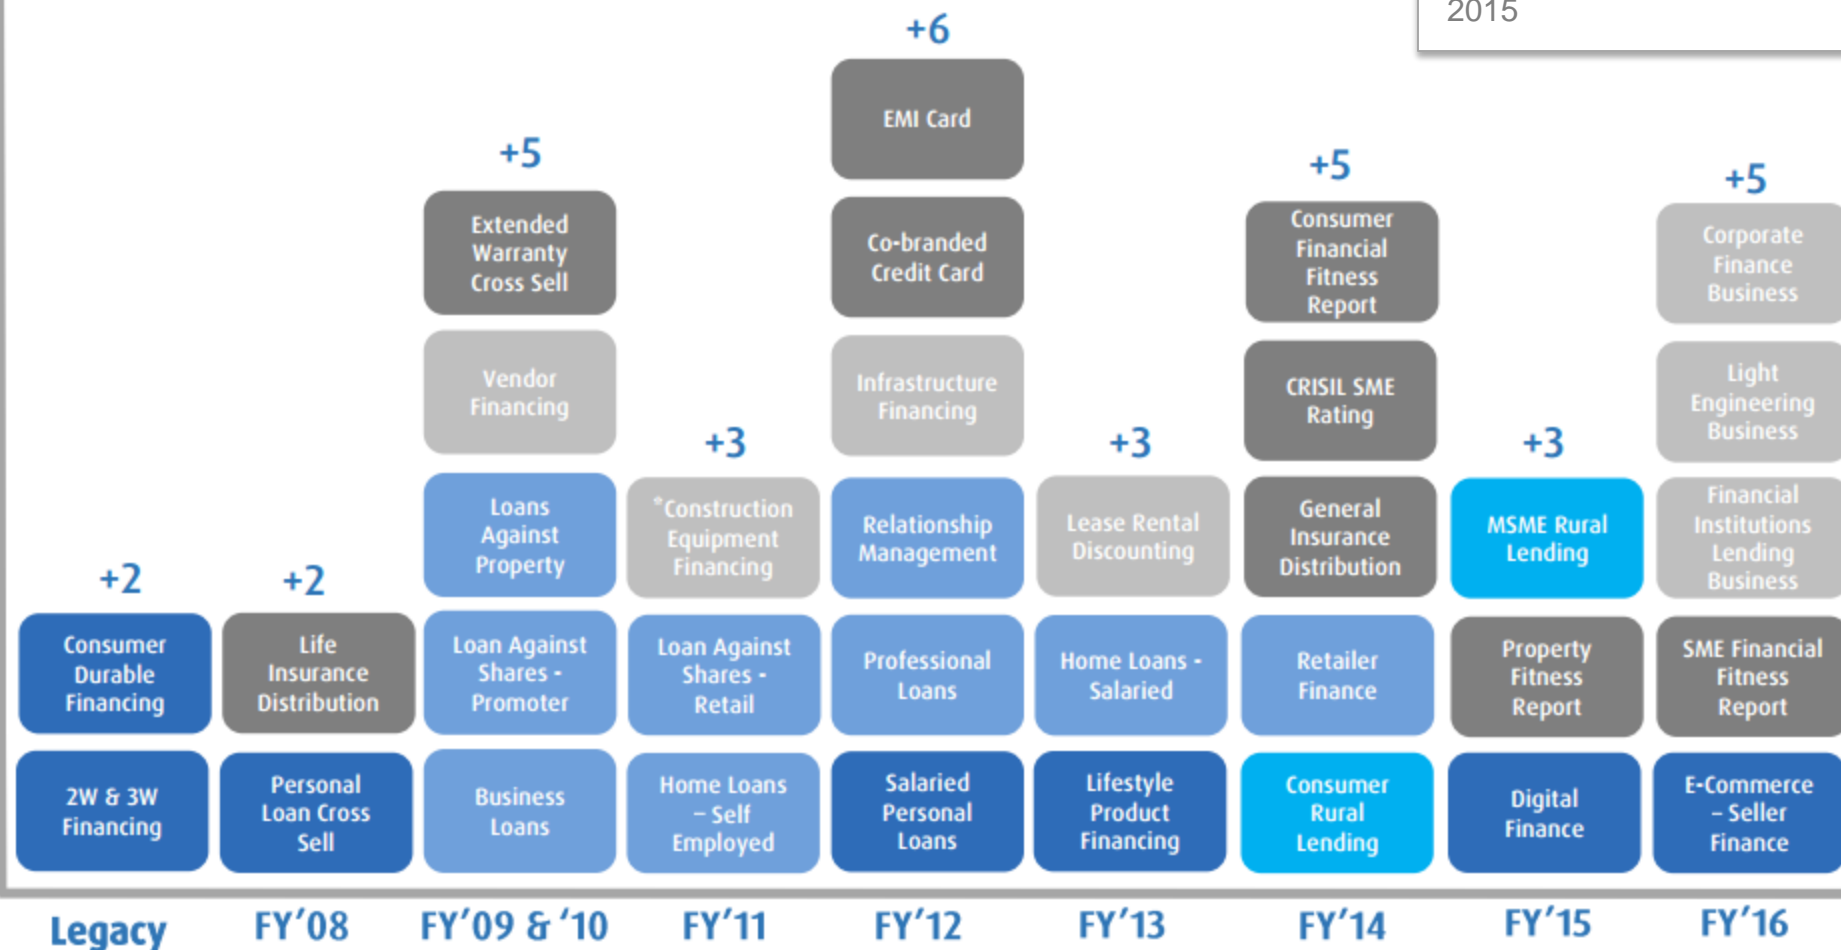 2015
+2
Consumer
Durable
Financing
2W & 3W
Financing
Legacy
+2
Life
Insurance
Distribution
Personal
Loan Cross
Sell
FY'08
+5
Extended
Warranty
Cross Sell
Vendor
Financing
Loans
Against
Property
Loan Against
Shares -
Promoter
Business
Loans
FY'09 & '10
+3
*Construction
Equipment
Financing
Loan Against
Shares -
Retail
Home Loans
– Self
Employed
FY'11
+6
EMI Card
Co-branded
Credit Card
Infrastructure
Financing
Relationship
Management
Professional
Loans
Salaried
Personal
Loans
FY'12
+3
Lease Rental
Discounting
Home Loans -
Salaried
Lifestyle
Product
Financing
FY'13
+5
Consumer
Financial
Fitness
Report
CRISIL SME
Rating
General
Insurance
Distribution
Retailer
Finance
Consumer
Rural
Lending
FY'14
+3
MSME Rural
Lending
Property
Fitness
Report
Digital
Finance
FY'15
+5
Corporate
Finance
Business
Light
Engineering
Business
Financial
Institutions
Lending
Business
SME Financial
Fitness
Report
E-Commerce
– Seller
Finance
FY'16